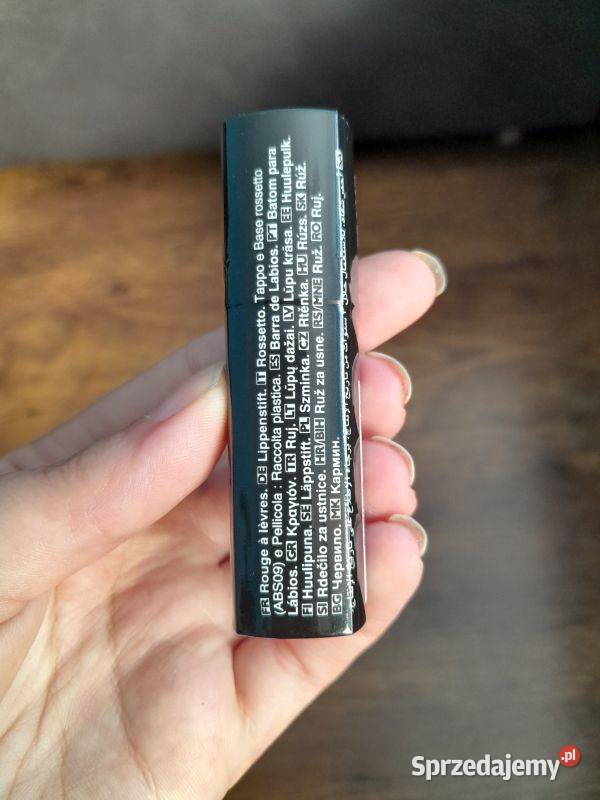 FR Rouge à lèvres. DE Lippenstift. IT Rossetto. Tappo e Base rossetto
(ABS09) e Pellicola : Raccolta plastica. ES Barra de Labios. PT Batom para
Lábios. GR Κραγιόν. TR Ruj. LT Lūpų dažai. LV Lūpu krāsa. EE Huulepulk.
FI Huulipuna. SE Läppstift. PL Szminka. CZ Rtěnka. HU Rúzs. SK Rúž.
SI Rdečilo za ustnice. HR/BIH Ruž za usne. RS/MNE Ruž. RO Ruj.
BG Червило. MK Кармин.
Sprzedajemy.pl